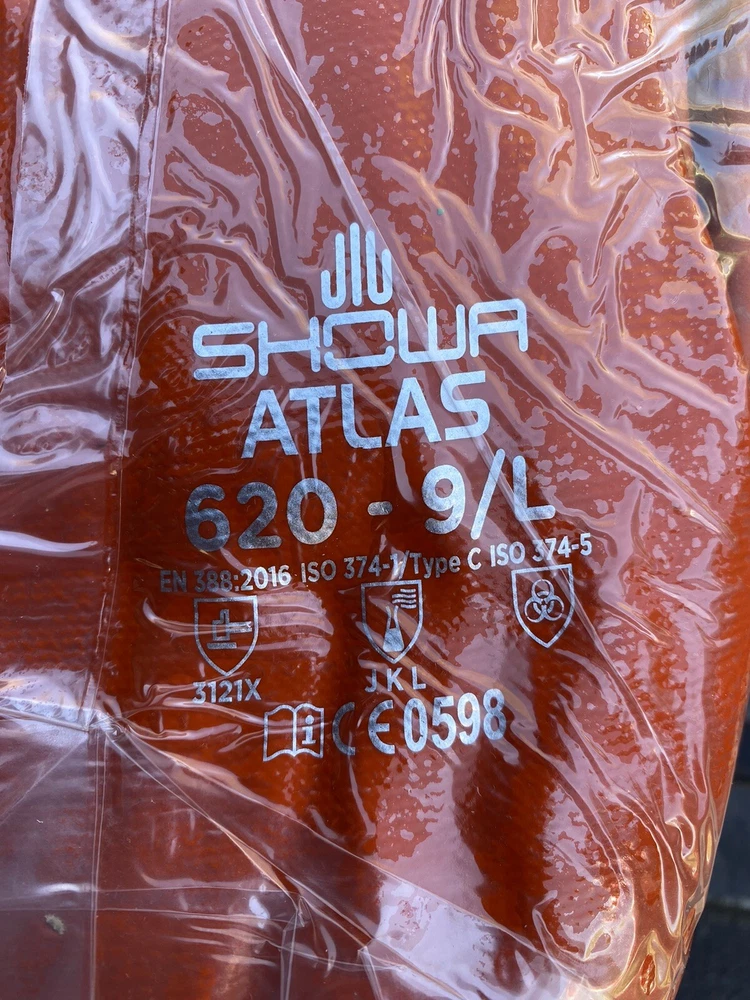 SHOWA
ATLAS
620 - 9/L
EN 388:2016 ISO 374-1/Type C ISO 374-5
3121X
JKL
i CE 0598